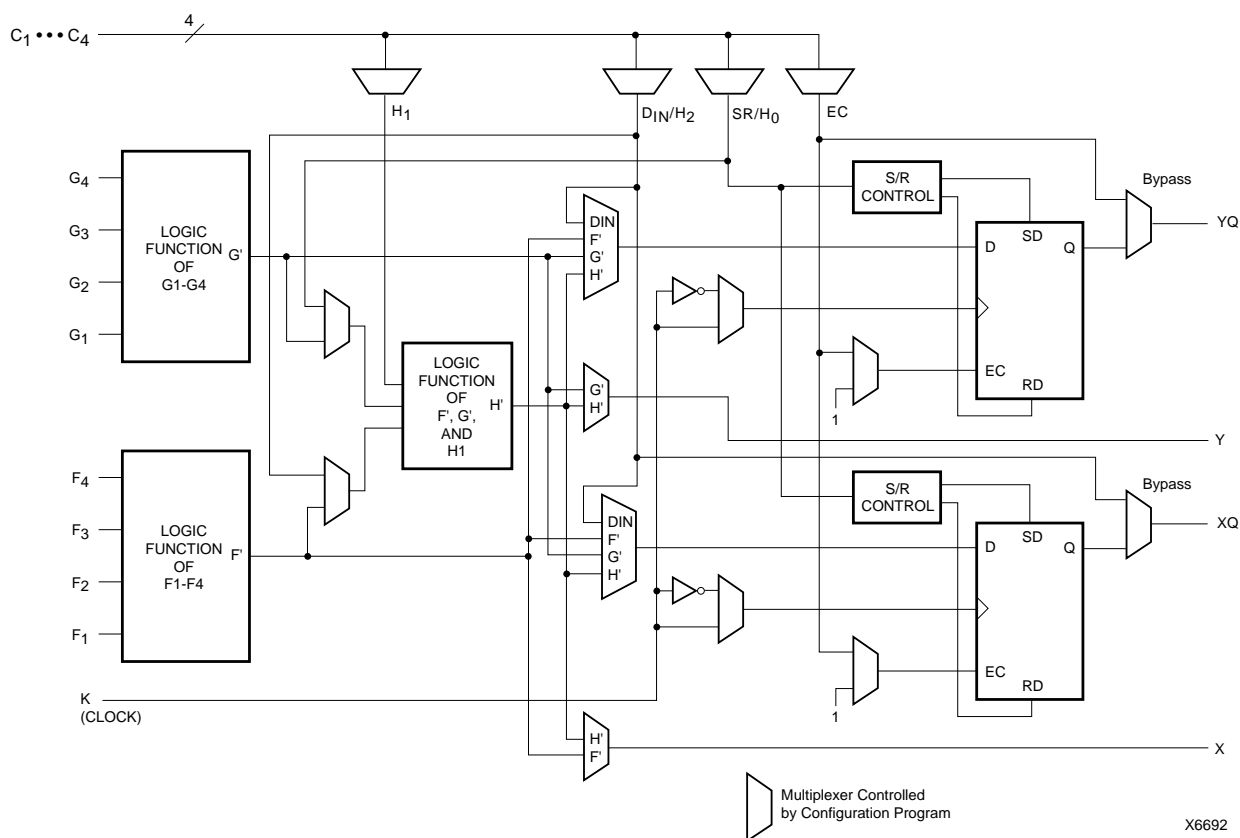 4
C1 ••• C4
H1
DIN/H2
SR/H0
EC
G4
G3
G2
G1
LOGIC
FUNCTION
OF
G1-G4
G'
DIN
F'
G'
H'
S/R
CONTROL
D
SD
Q
EC
RD
1
Bypass
YQ
LOGIC
FUNCTION
OF
F', G',
AND
H1
H'
G'
H'
Y
F4
F3
F2
F1
LOGIC
FUNCTION
OF
F1-F4
F'
DIN
F'
G'
H'
S/R
CONTROL
D
SD
Q
EC
RD
1
Bypass
XQ
K
(CLOCK)
H'
F'
X
Multiplexer Controlled
by Configuration Program
X6692